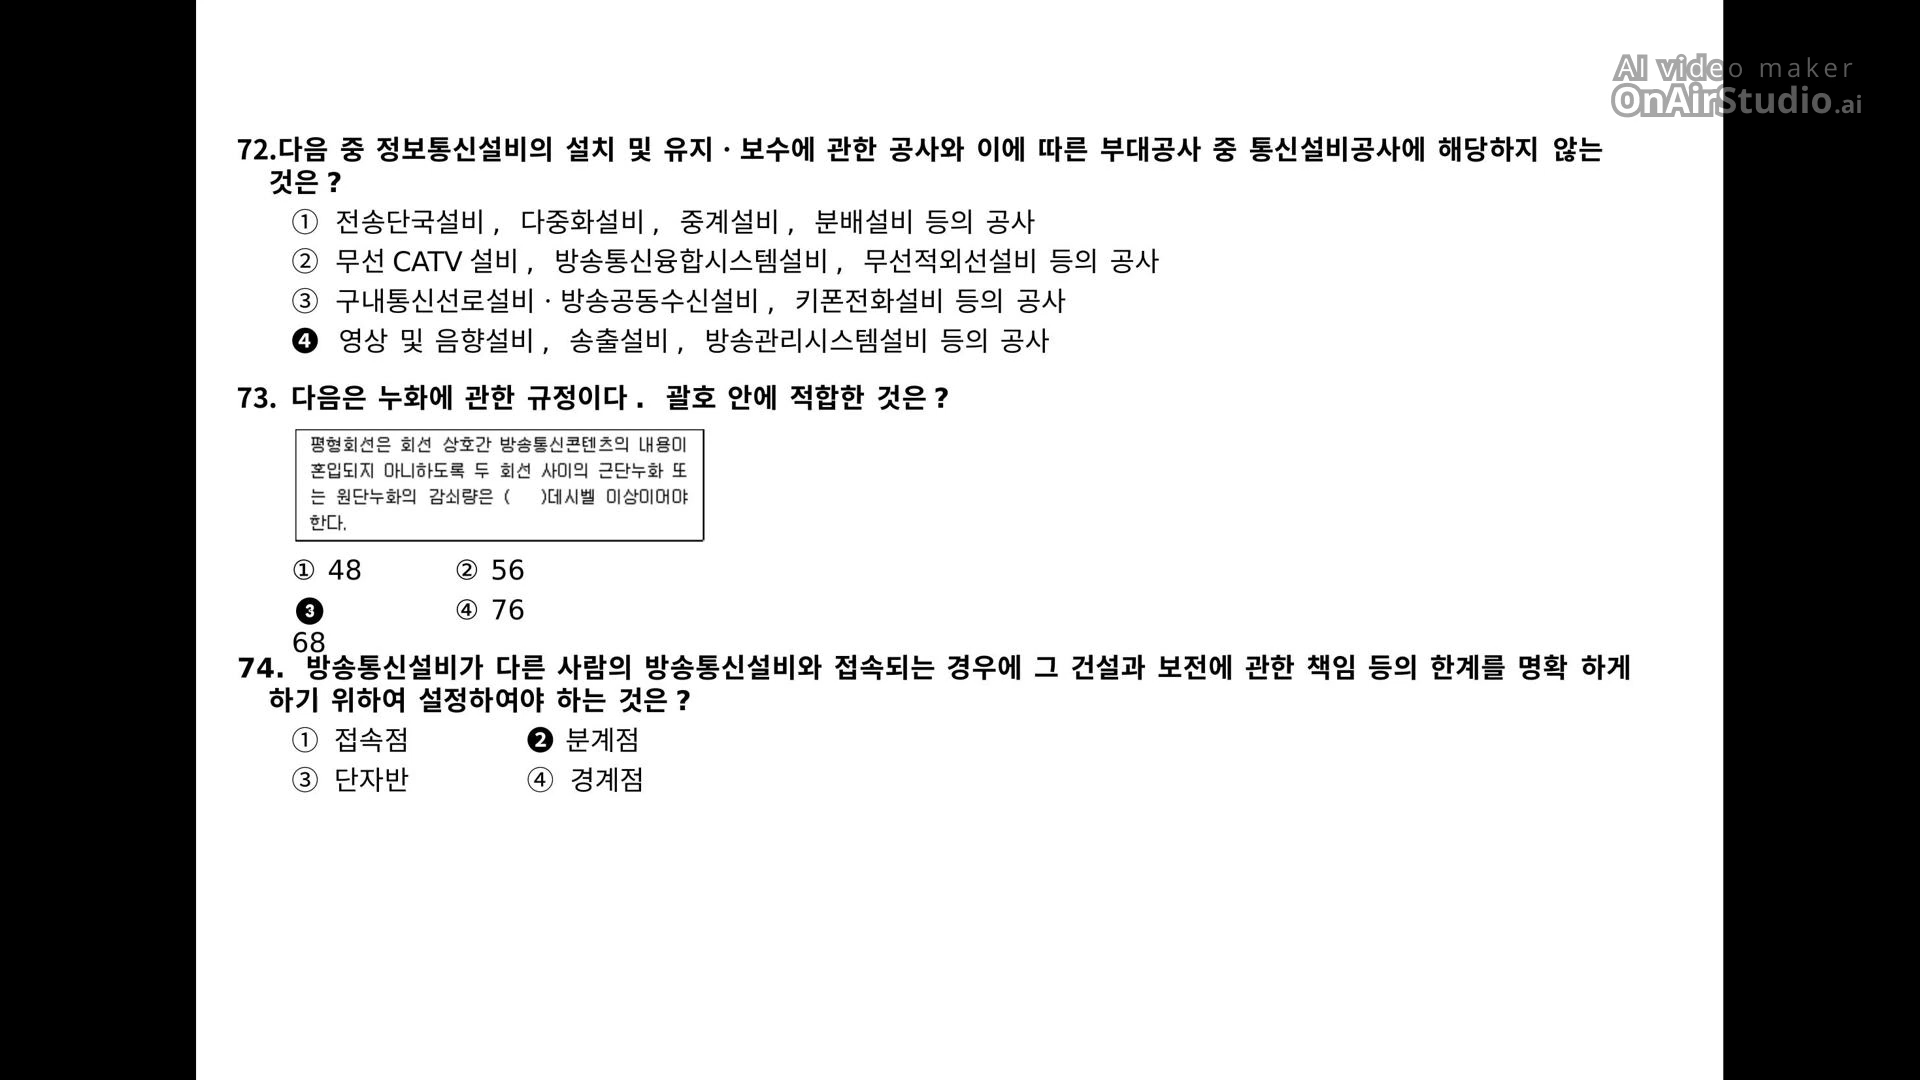 AI video maker
OnAirStudio.ai
72.다음 중 정보통신설비의 설치 및 유지 · 보수에 관한 공사와 이에 따른 부대공사 중 통신설비공사에 해당하지 않는
것은 ?
① 전송단국설비 , 다중화설비 , 중계설비 , 분배설비 등의 공사
② 무선 CATV 설비 , 방송통신융합시스템설비 , 무선적외선설비 등의 공사
③ 구내통신선로설비 · 방송공동수신설비 , 키폰전화설비 등의 공사
❹ 영상 및 음향설비 , 송출설비 , 방송관리시스템설비 등의 공사
73. 다음은 누화에 관한 규정이다 . 괄호 안에 적합한 것은 ?
평형회선은 회선 상호간 방송통신콘텐츠의 내용이
혼입되지 아니하도록 두 회선 사이의 근단누화 또
는 원단누화의 감쇠량은 ( )데시벨 이상이어야
한다.
① 48 ② 56
❸ ④ 76
68
74. 방송통신설비가 다른 사람의 방송통신설비와 접속되는 경우에 그 건설과 보전에 관한 책임 등의 한계를 명확 하게
하기 위하여 설정하여야 하는 것은 ?
① 접속점 ❷ 분계점
③ 단자반 ④ 경계점